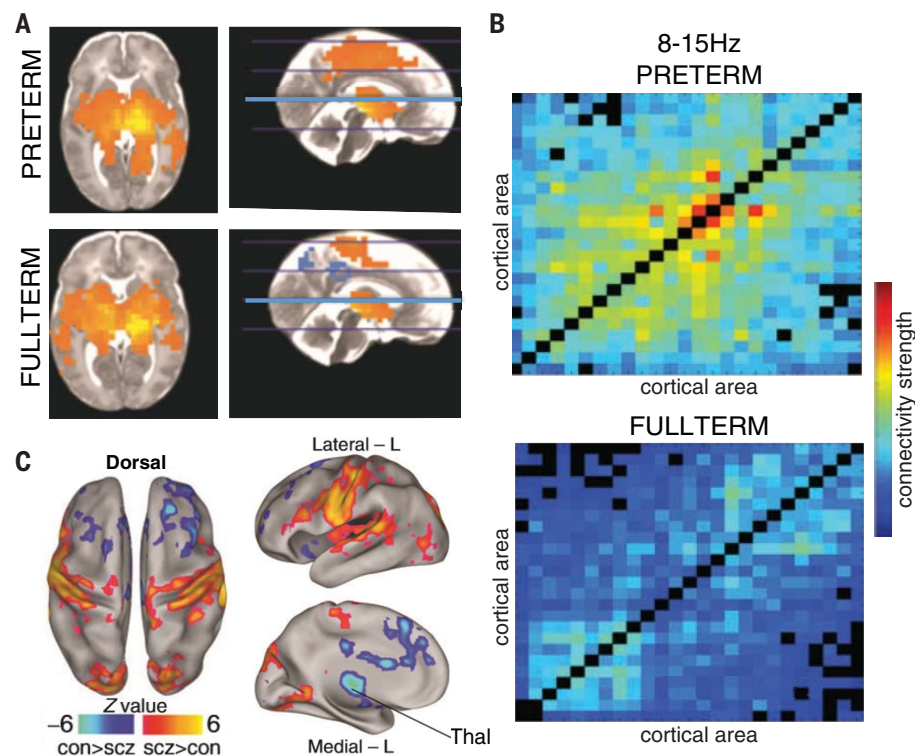 A
PRETERM
FULLTERM
B
8-15Hz
PRETERM
cortical area
cortical area
FULLTERM
cortical area
cortical area
connectivity strength
C
Dorsal
Lateral – L
Z value
−6
6
con>scz
scz>con
Medial – L
Thal